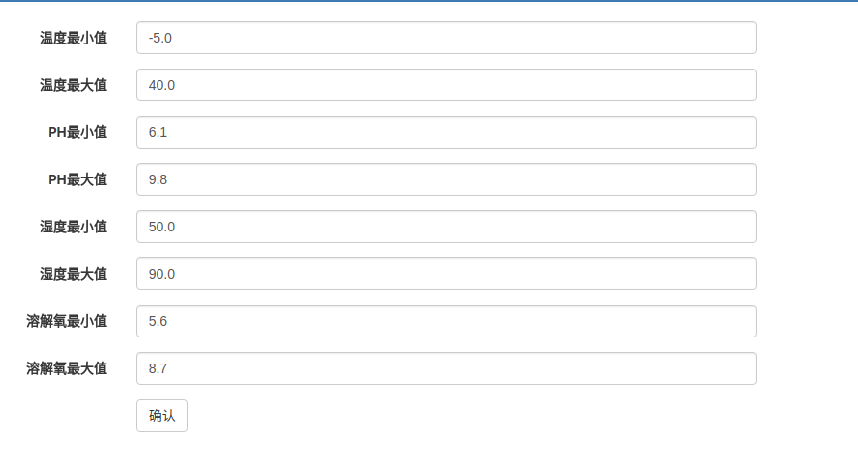 温度最小值 -5.0
温度最大值 40.0
PH最小值 6.1
PH最大值 9.8
湿度最小值 50.0
湿度最大值 90.0
溶解氧最小值 5.6
溶解氧最大值 8.7
确认